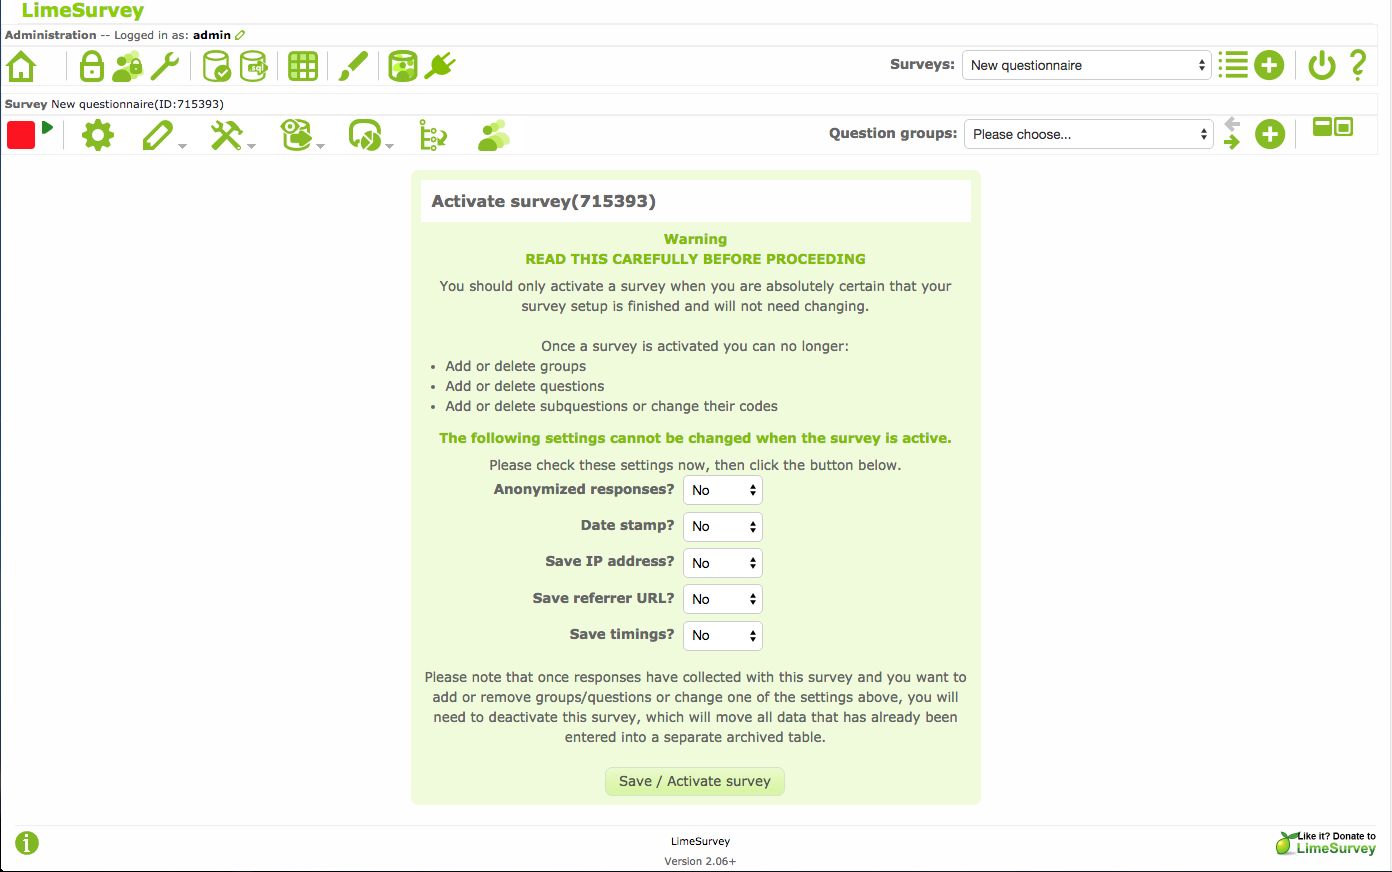 LimeSurvey
Administration -- Logged in as: admin
sql
Surveys: New questionnaire
?
Survey New questionnaire(ID:715393)
Question groups: Please choose...
Activate survey(715393)
Warning
READ THIS CAREFULLY BEFORE PROCEEDING
You should only activate a survey when you are absolutely certain that your
survey setup is finished and will not need changing.
Once a survey is activated you can no longer:
• Add or delete groups
• Add or delete questions
• Add or delete subquestions or change their codes
The following settings cannot be changed when the survey is active.
Please check these settings now, then click the button below.
Anonymized responses? No
Date stamp? No
Save IP address? No
Save referrer URL? No
Save timings? No
Please note that once responses have collected with this survey and you want to
add or remove groups/questions or change one of the settings above, you will
need to deactivate this survey, which will move all data that has already been
entered into a separate archived table.
Save / Activate survey
i
LimeSurvey
Version 2.06+
Like it? Donate to
LimeSurvey